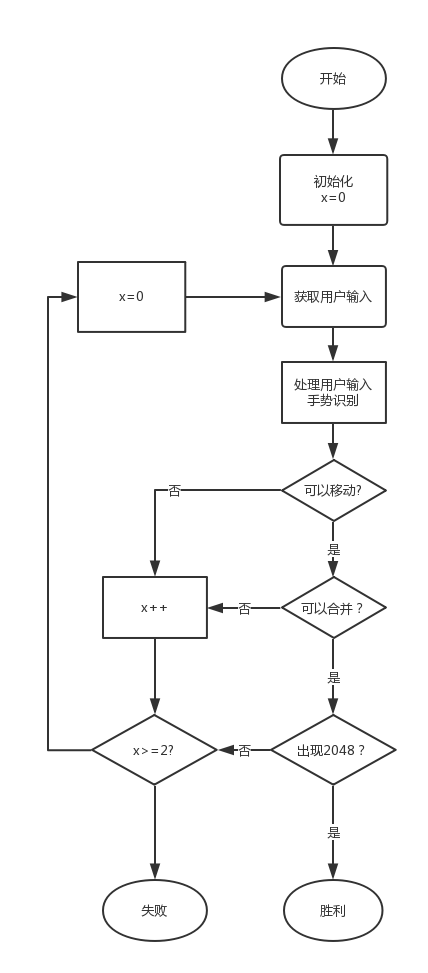 开始
初始化
x=0
x=0
获取用户输入
处理用户输入
手势识别
否
可以移动?
是
x++
否
可以合并？
是
x>=2?
否
出现2048？
是
失败
胜利